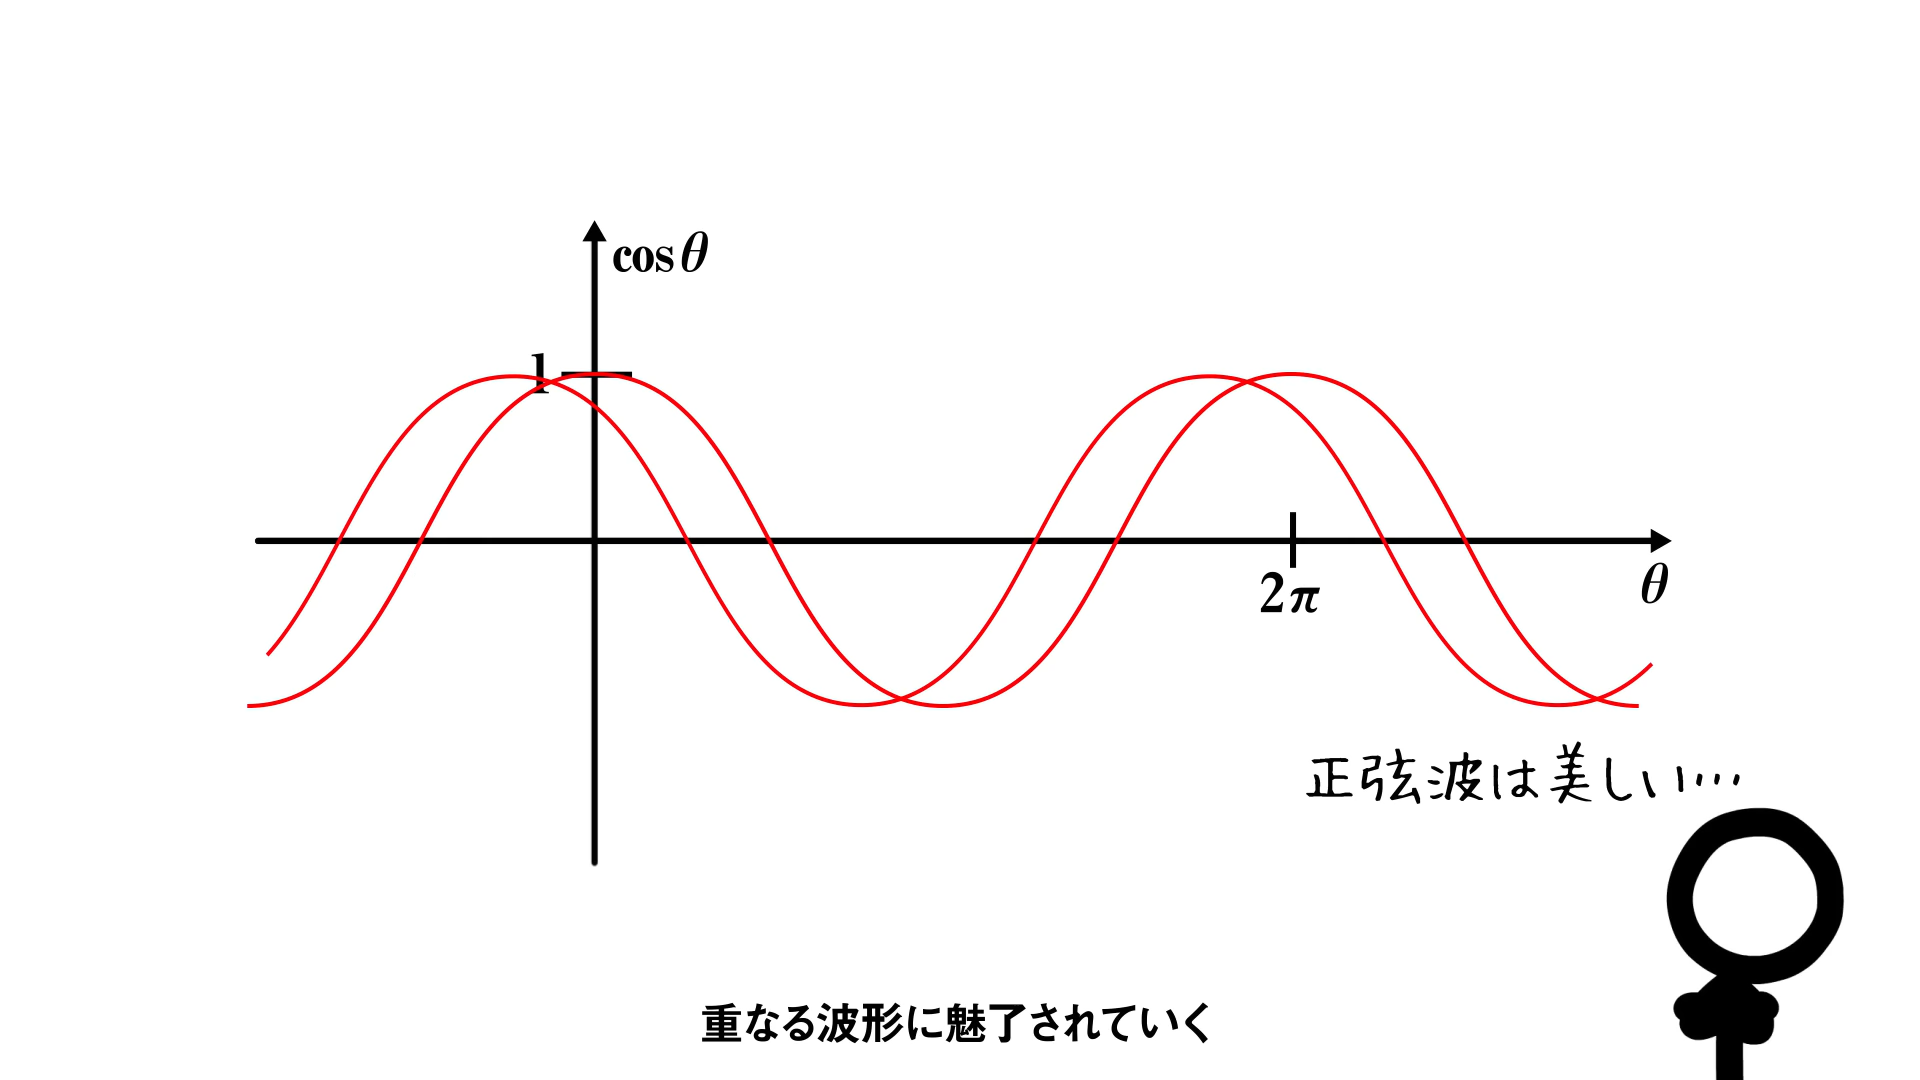 cos θ
1
2π
θ
正弦波は美しい…
重なる波形に魅了されていく